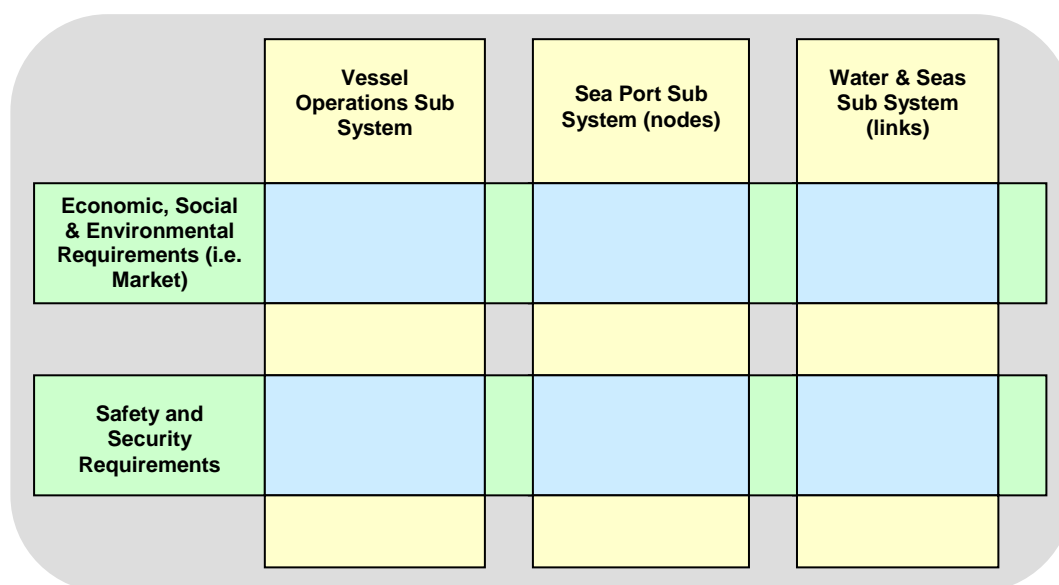 Vessel
Operations Sub
System
Sea Port Sub
System (nodes)
Water & Seas
Sub System
(links)
Economic, Social
& Environmental
Requirements (i.e.
Market)
Safety and
Security
Requirements